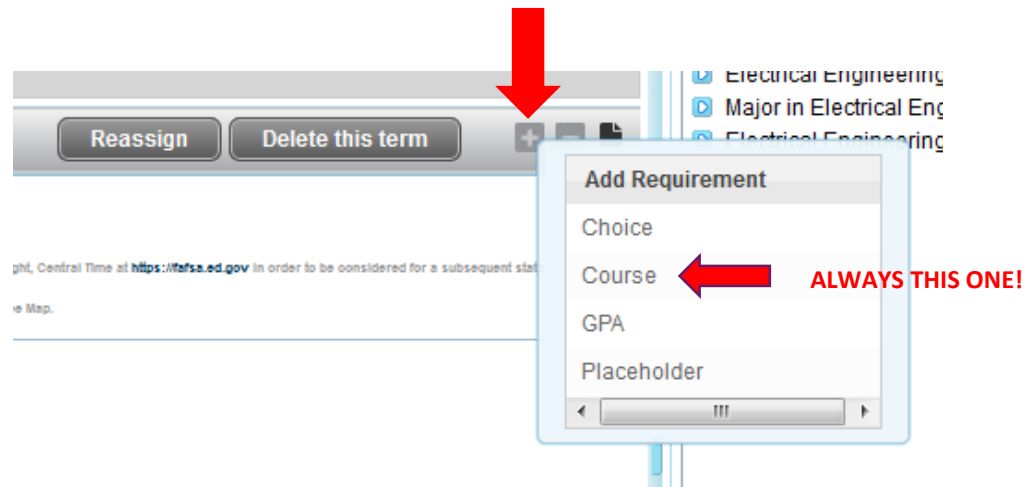 Electrical Engineering
Major in Electrical Eng
Electrical Engineering
Reassign
Delete this term
Add Requirement
Choice
Course
ALWAYS THIS ONE!
GPA
Placeholder
ght, Central Time at https://fafsa.ed.gov in order to be considered for a subsequent stat
e Map.